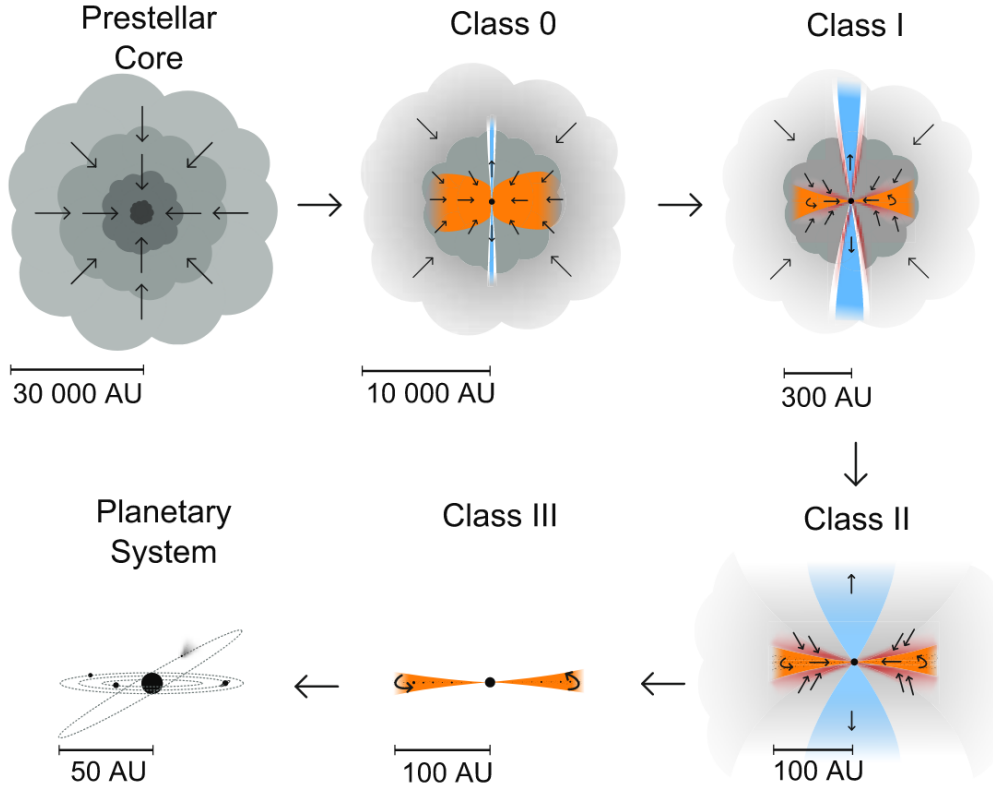 Prestellar
Core
Class 0
Class I
30 000 AU
10 000 AU
300 AU
Planetary
System
Class III
Class II
50 AU
100 AU
100 AU